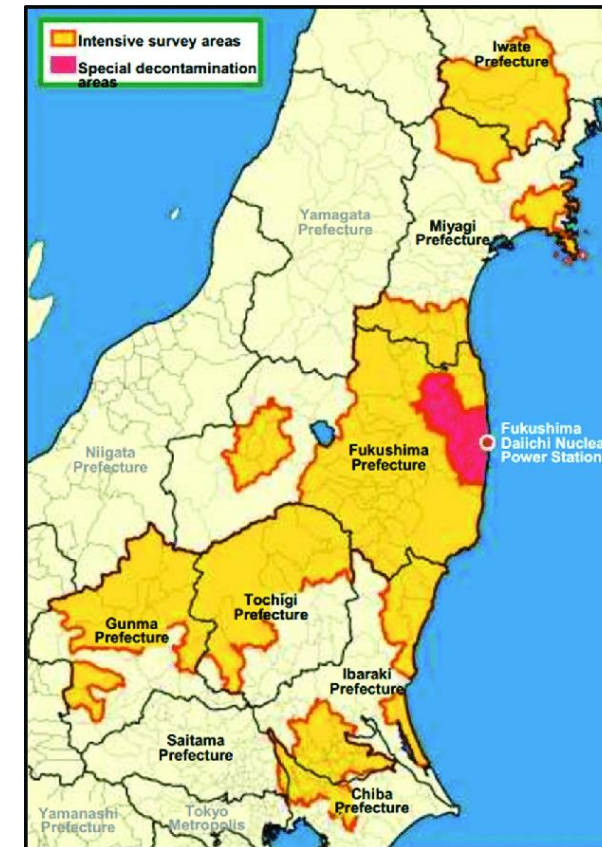 Intensive survey areas
Special decontamination
areas
Iwate
Prefecture
Yamagata
Prefecture
Miyagi
Prefecture
Niigata
Prefecture
Fukushima
Prefecture
Fukushima
Daiichi Nuclea
Power Station
Gunma
Prefecture
Tochigi
Prefecture
Ibaraki
Prefecture
Saitama
Prefecture
Chiba
Prefecture
Yamanashi
Prefecture
Tokyo
Metropolis